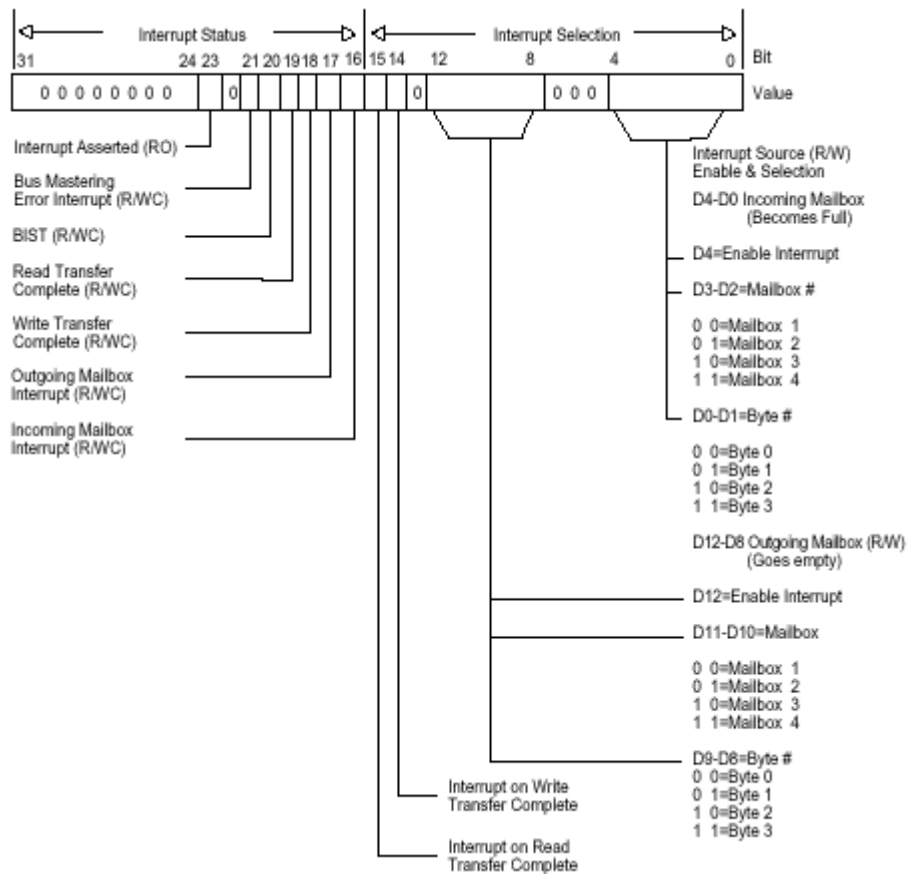 Interrupt Status Interrupt Selection
31 24 23 21 20 19 18 17 16 15 14 12 8 4 0 Bit
0 0 0 0 0 0 0 0 0 0 0 0 0 Value
Interrupt Asserted (RO)
Bus Mastering
Error Interrupt (R/WC)
BIST (R/WC)
Read Transfer
Complete (R/WC)
Write Transfer
Complete (R/WC)
Outgoing Mailbox
Interrupt (R/WC)
Incoming Mailbox
Interrupt (R/WC)
Interrupt Source (R/W)
Enable & Selection
D4-D0 Incoming Mailbox
(Becomes Full)
D4=Enable Interrrupt
D3-D2=Mailbox #
0 0=Mailbox 1
0 1=Mailbox 2
1 0=Mailbox 3
1 1=Mailbox 4
D0-D1=Byte #
0 0=Byte 0
0 1=Byte 1
1 0=Byte 2
1 1=Byte 3
D12-D8 Outgoing Mailbox (R/W)
(Goes empty)
D12=Enable Interrupt
D11-D10=Mailbox
0 0=Mailbox 1
0 1=Mailbox 2
1 0=Mailbox 3
1 1=Mailbox 4
D9-D8=Byte #
0 0=Byte 0
0 1=Byte 1
1 0=Byte 2
1 1=Byte 3
Interrupt on Write
Transfer Complete
Interrupt on Read
Transfer Complete